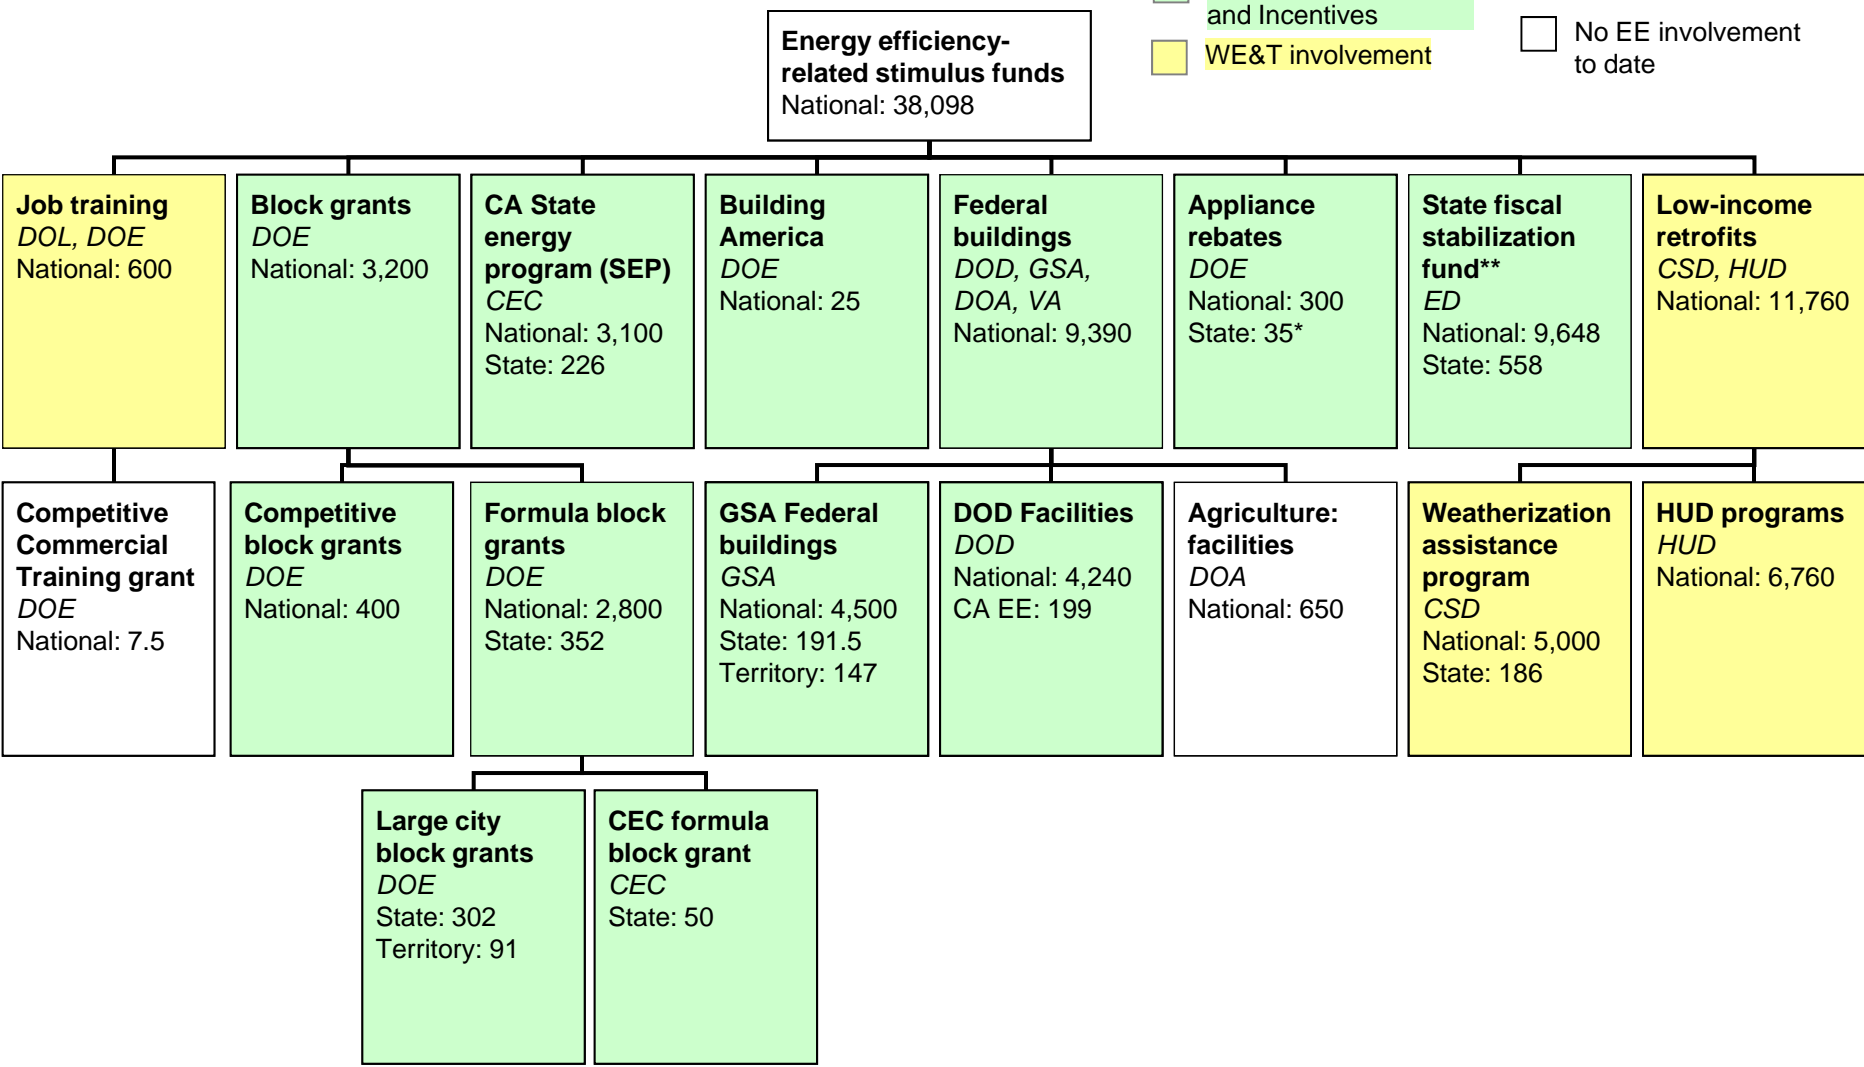 and Incentives
WE&T involvement
No EE involvement
to date
Energy efficiency-
related stimulus funds
National: 38,098
Job training
DOL, DOE
National: 600
Block grants
DOE
National: 3,200
CA State
energy
program (SEP)
CEC
National: 3,100
State: 226
Building
America
DOE
National: 25
Federal
buildings
DOD, GSA,
DOA, VA
National: 9,390
Appliance
rebates
DOE
National: 300
State: 35*
State fiscal
stabilization
fund**
ED
National: 9,648
State: 558
Low-income
retrofits
CSD, HUD
National: 11,760
Competitive
Commercial
Training grant
DOE
National: 7.5
Competitive
block grants
DOE
National: 400
Formula block
grants
DOE
National: 2,800
State: 352
GSA Federal
buildings
GSA
National: 4,500
State: 191.5
Territory: 147
DOD Facilities
DOD
National: 4,240
CA EE: 199
Agriculture:
facilities
DOA
National: 650
Weatherization
assistance
program
CSD
National: 5,000
State: 186
HUD programs
HUD
National: 6,760
Large city
block grants
DOE
State: 302
Territory: 91
CEC formula
block grant
CEC
State: 50